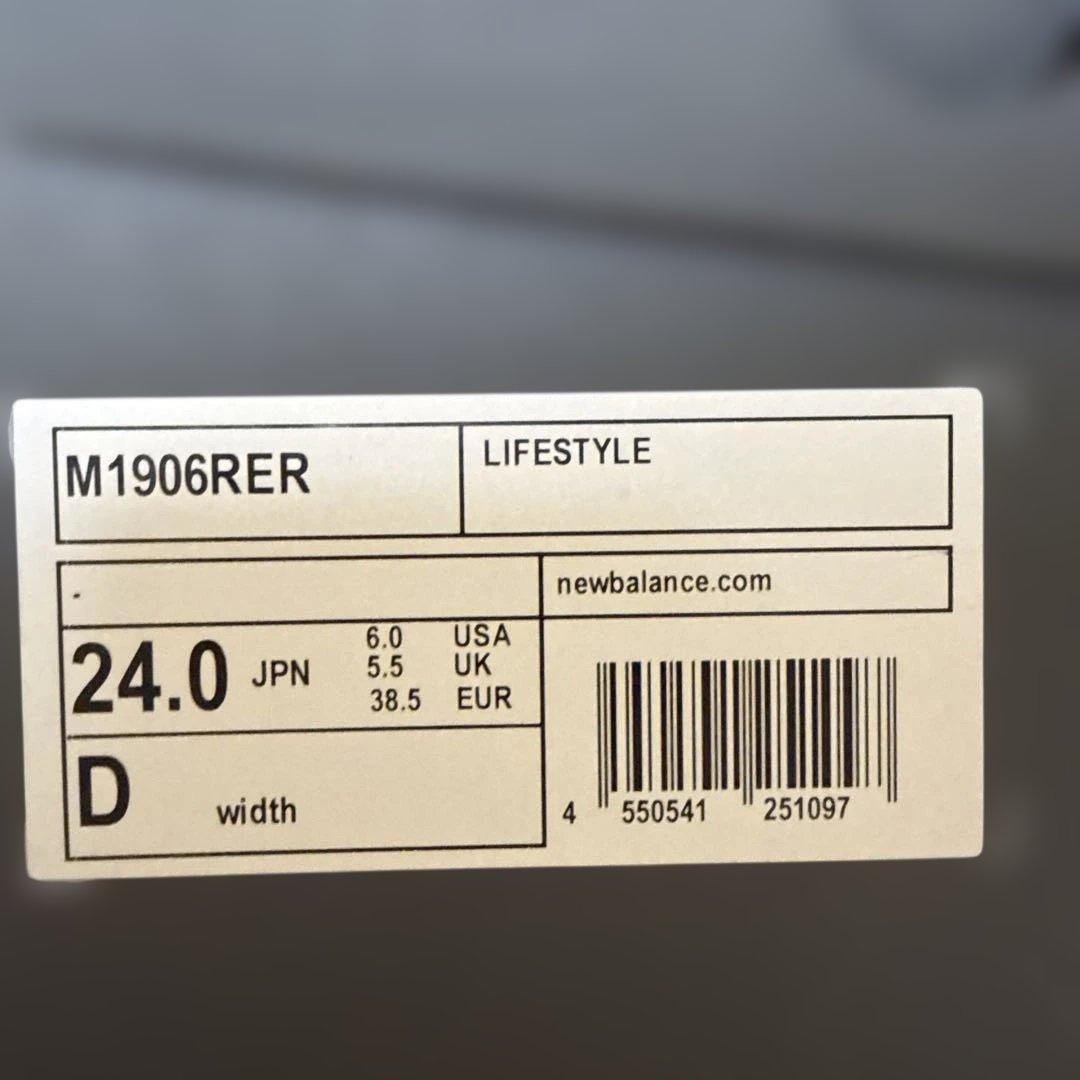 M1906RER
LIFESTYLE
-
newbalance.com
24.0 JPN
6.0 USA
5.5 UK
38.5 EUR
D width
4 550541 251097